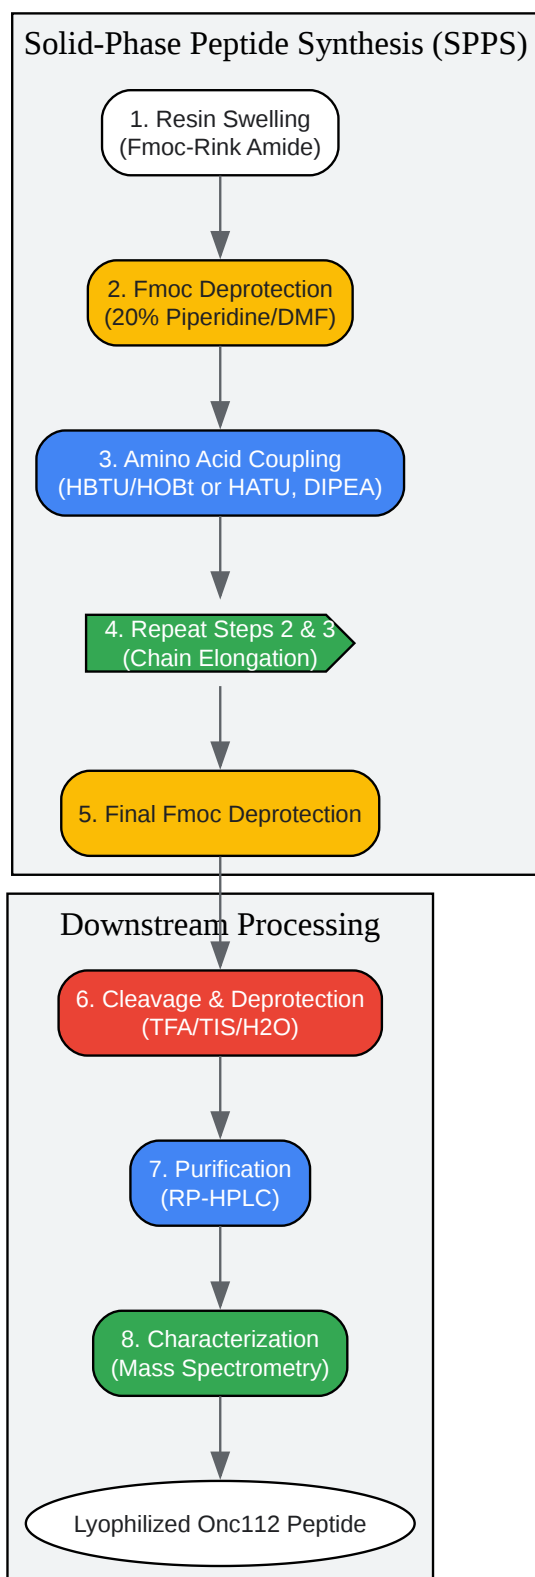 Solid-Phase Peptide Synthesis (SPPS)
1. Resin Swelling
(Fmoc-Rink Amide)
2. Fmoc Deprotection
(20% Piperidine/DMF)
3. Amino Acid Coupling
(HBTU/HOBt or HATU, DIPEA)
4. Repeat Steps 2 & 3
(Chain Elongation)
5. Final Fmoc Deprotection
Downstream Processing
6. Cleavage & Deprotection
(TFA/TIS/H2O)
7. Purification
(RP-HPLC)
8. Characterization
(Mass Spectrometry)
Lyophilized Onc112 Peptide